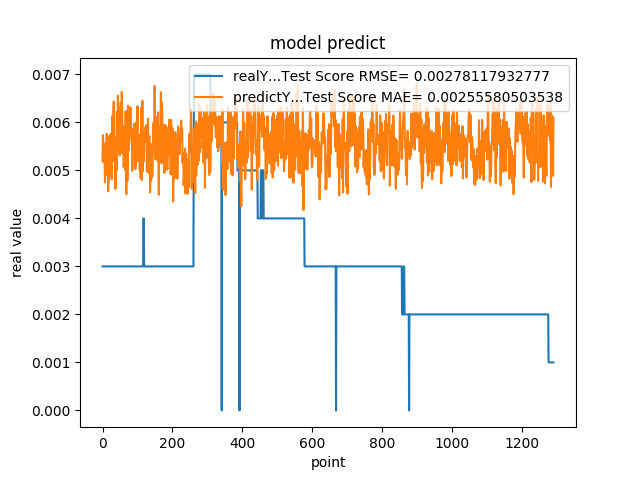 model predict
realY...Test Score RMSE= 0.00278117932777
predictY...Test Score MAE= 0.00255580503538
0.007
0.006
0.005
0.004
0.003
0.002
0.001
0.000
real value
0 200 400 600 800 1000 1200
point